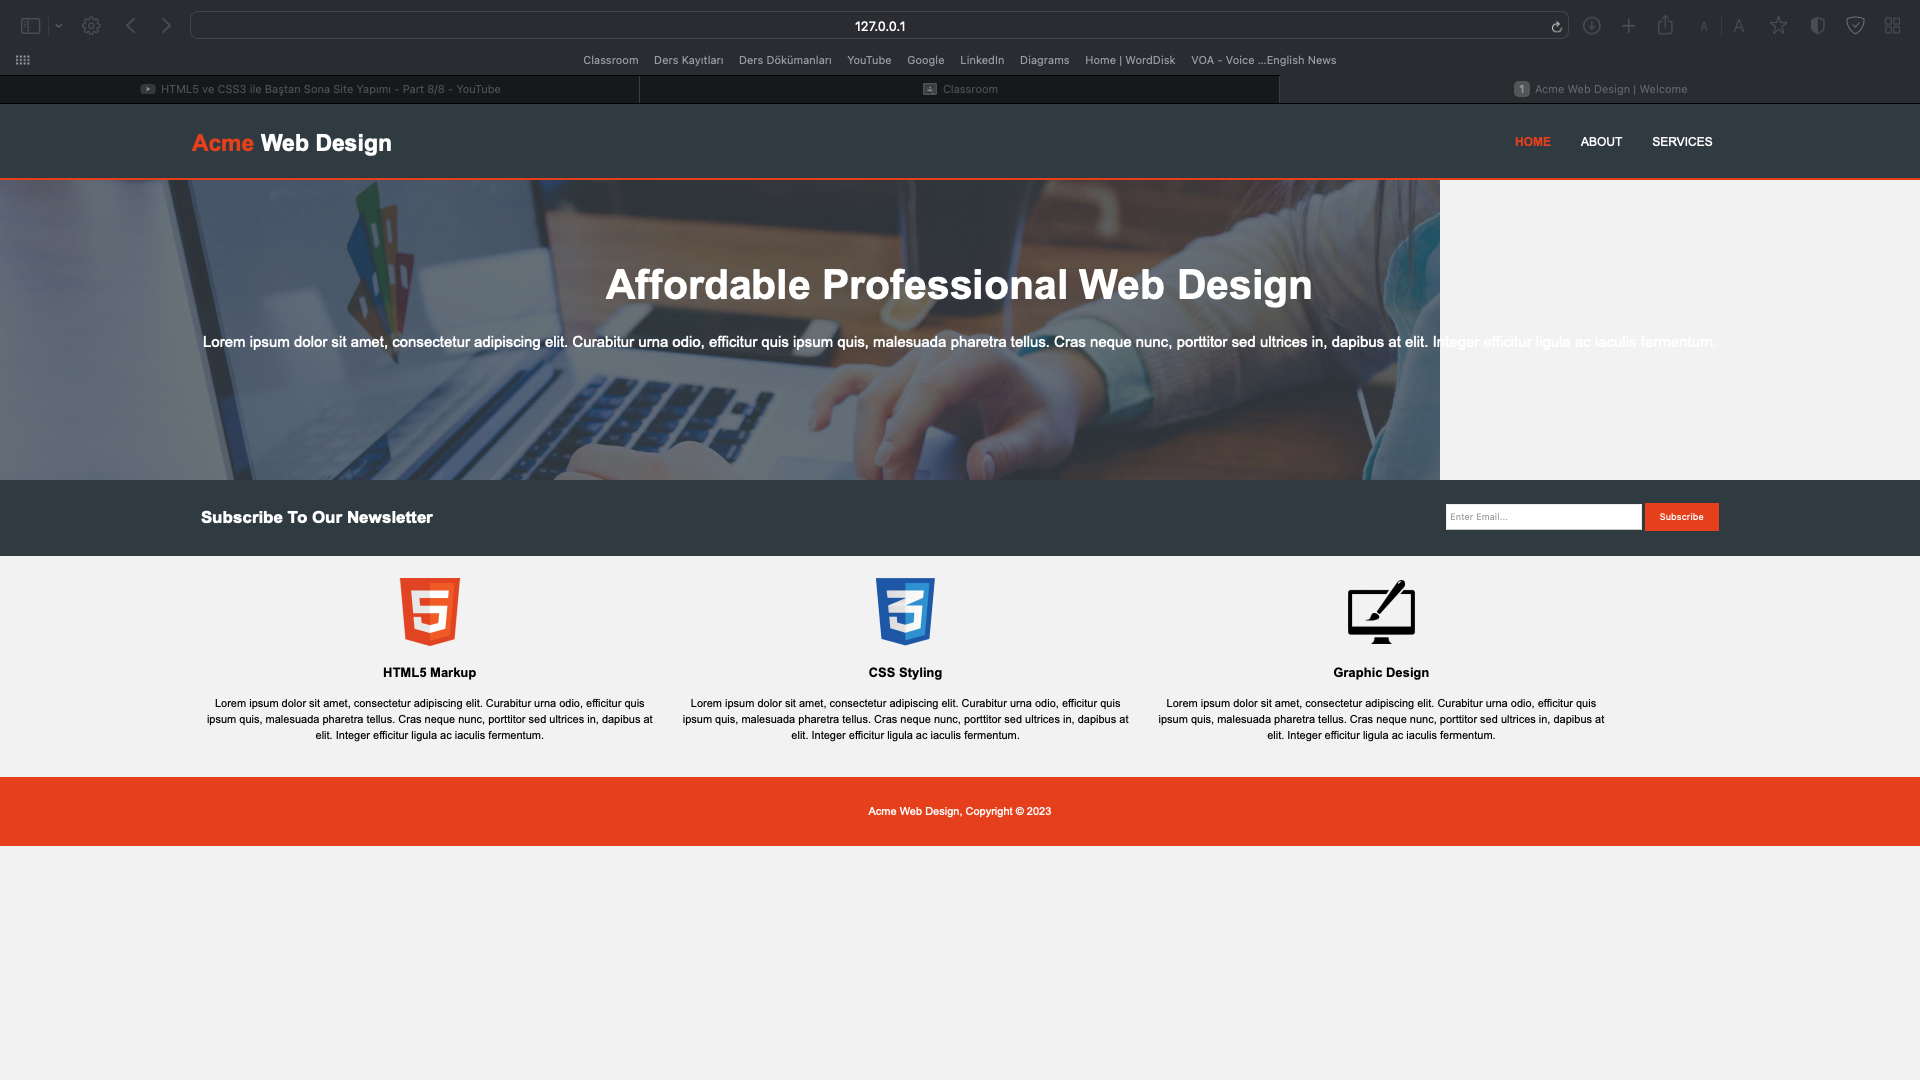 127.0.0.1
A A
Classroom Ders Kayıtları Ders Dökümanları YouTube Google LinkedIn Diagrams Home | WordDisk VOA - Voice ...English News
HTML5 ve CSS3 ile Baştan Sona Site Yapımı - Part 8/8 - YouTube
Classroom
1 Acme Web Design | Welcome
Acme Web Design
HOME ABOUT SERVICES
Affordable Professional Web Design
Lorem ipsum dolor sit amet, consectetur adipiscing elit. Curabitur urna odio, efficitur quis ipsum quis, malesuada pharetra tellus. Cras neque nunc, porttitor sed ultrices in, dapibus at elit. Integer efficitur ligula ac iaculis fermentum.
Subscribe To Our Newsletter
Enter Email... Subscribe
5
HTML5 Markup
Lorem ipsum dolor sit amet, consectetur adipiscing elit. Curabitur urna odio, efficitur quis
ipsum quis, malesuada pharetra tellus. Cras neque nunc, porttitor sed ultrices in, dapibus at
elit. Integer efficitur ligula ac iaculis fermentum.
3
CSS Styling
Lorem ipsum dolor sit amet, consectetur adipiscing elit. Curabitur urna odio, efficitur quis
ipsum quis, malesuada pharetra tellus. Cras neque nunc, porttitor sed ultrices in, dapibus at
elit. Integer efficitur ligula ac iaculis fermentum.
Graphic Design
Lorem ipsum dolor sit amet, consectetur adipiscing elit. Curabitur urna odio, efficitur quis
ipsum quis, malesuada pharetra tellus. Cras neque nunc, porttitor sed ultrices in, dapibus at
elit. Integer efficitur ligula ac iaculis fermentum.
Acme Web Design, Copyright © 2023